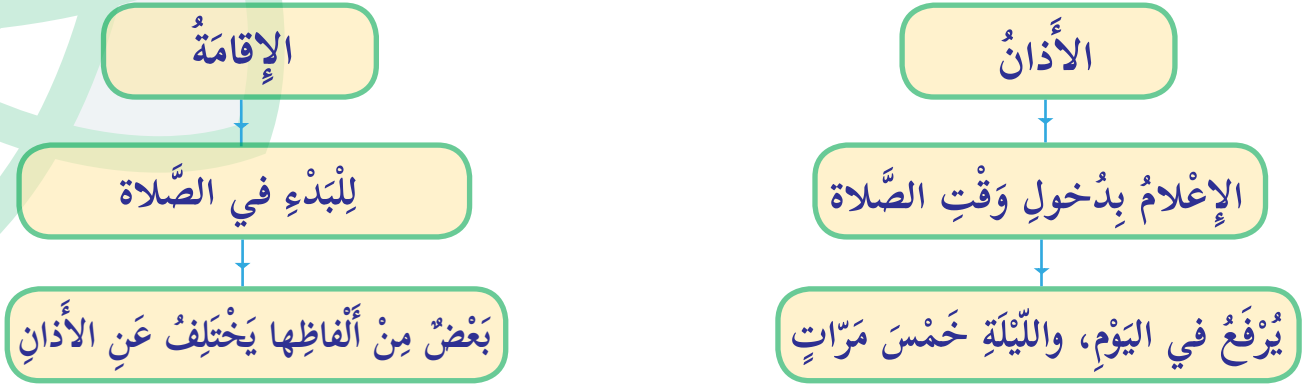 الأَذانُ
الإِعْلامُ بِدُخولِ وَقْتِ الصَّلاة
يُرْفَعُ في اليَوْمِ، واللّيْلَةِ خَمْسَ مَرّاتٍ
الإِقامَةُ
لِلْبَدْءِ في الصَّلاة
بَعْضٌ مِنْ أَلْفاظِها يَخْتَلِفُ عَنِ الأَذانِ